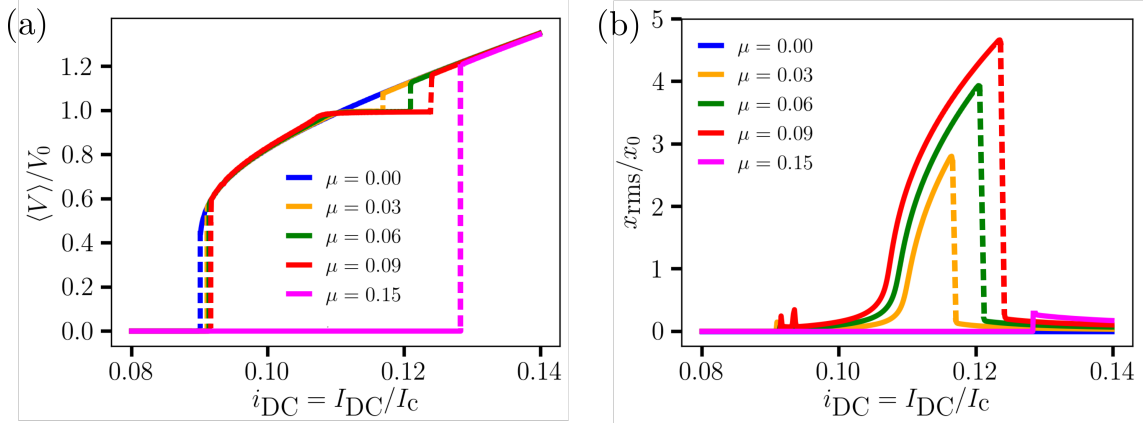 (a)
⟨V⟩/V₀
1.2
1.0
0.8
0.6
0.4
0.2
0.0
μ = 0.00
μ = 0.03
μ = 0.06
μ = 0.09
μ = 0.15
0.08 0.10 0.12 0.14
i_DC = I_DC/I_c
(b)
x_rms/x₀
5
4
3
2
1
0
μ = 0.00
μ = 0.03
μ = 0.06
μ = 0.09
μ = 0.15
0.08 0.10 0.12 0.14
i_DC = I_DC/I_c